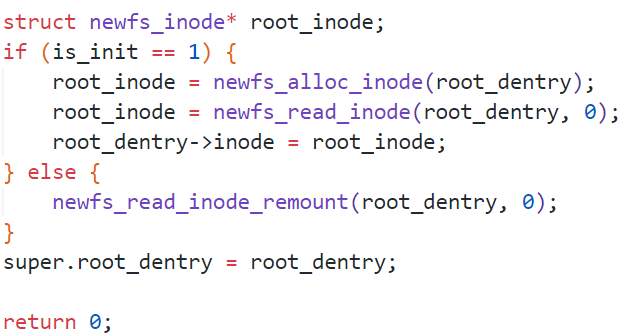 struct newfs_inode* root_inode;
if (is_init == 1) {
    root_inode = newfs_alloc_inode(root_dentry);
    root_inode = newfs_read_inode(root_dentry, 0);
    root_dentry->inode = root_inode;
} else {
    newfs_read_inode_remount(root_dentry, 0);
}
super.root_dentry = root_dentry;

return 0;